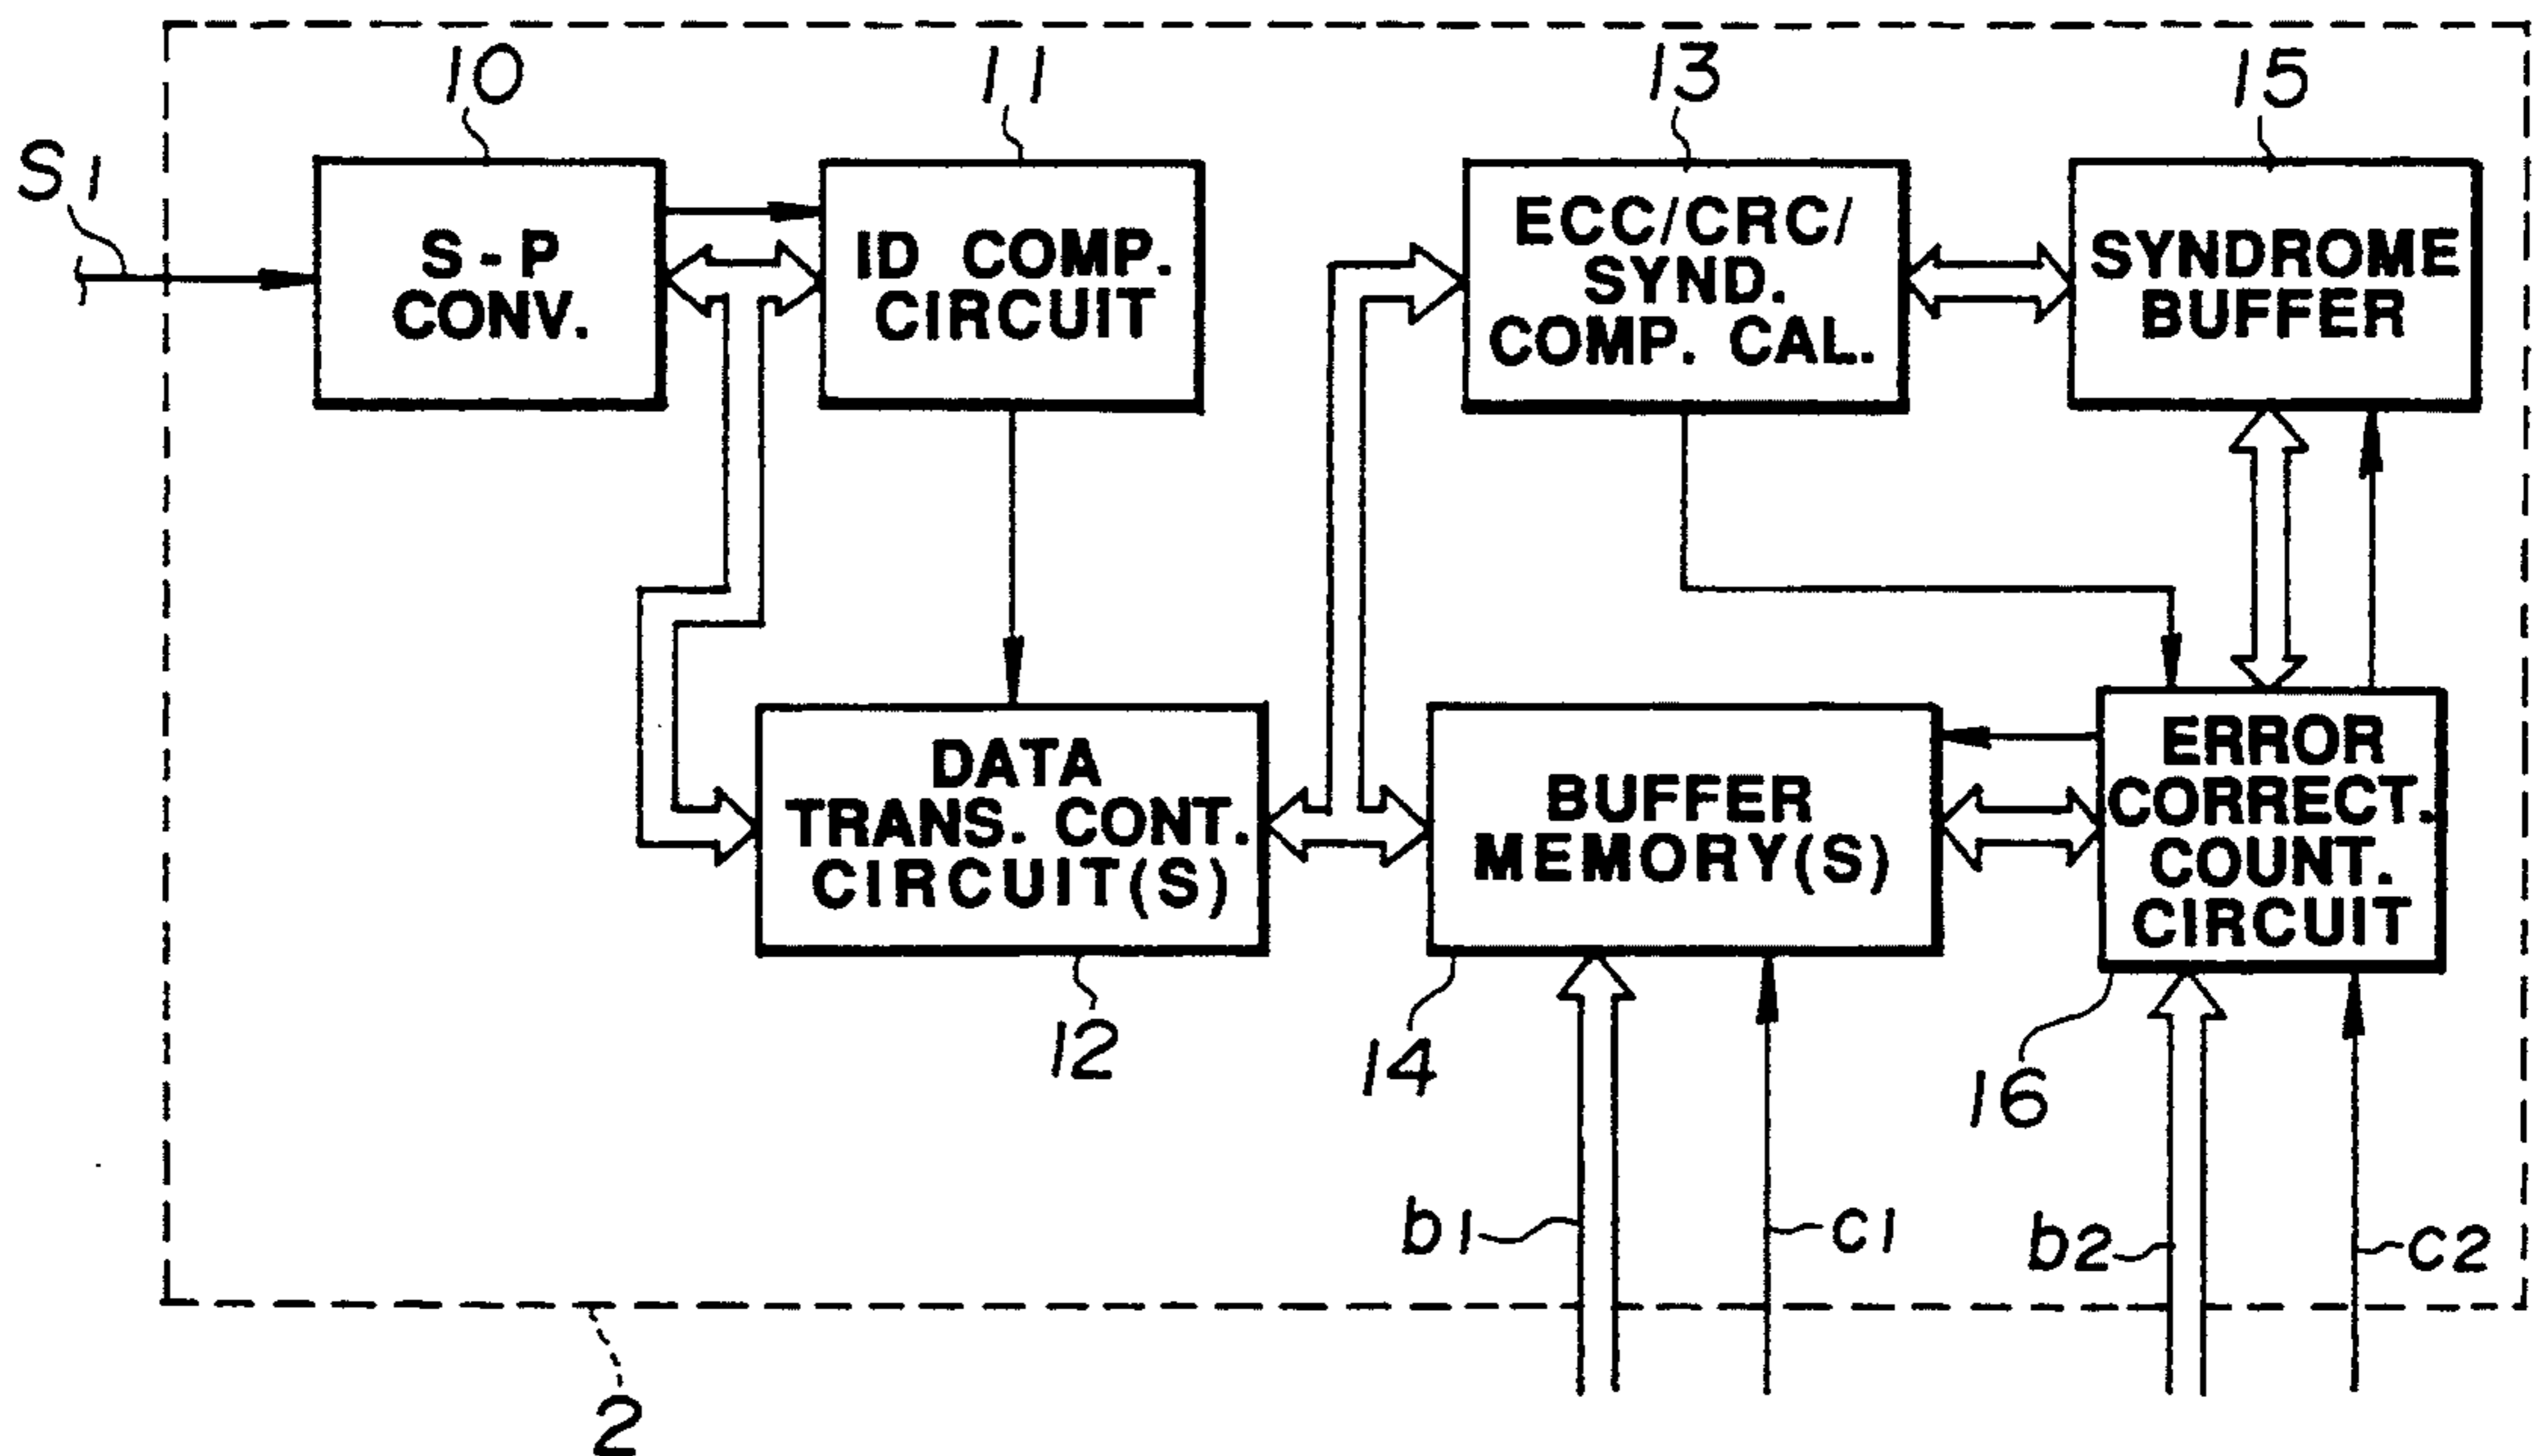 10
11
13
15
S1
S-P
CONV.
ID COMP.
CIRCUIT
ECC/CRC/
SYND.
COMP. CAL.
SYNDROME
BUFFER
DATA
TRANS. CONT.
CIRCUIT(S)
BUFFER
MEMORY(S)
ERROR
CORRECT.
COUNT.
CIRCUIT
12
14
16
b1
C1
b2
C2
2